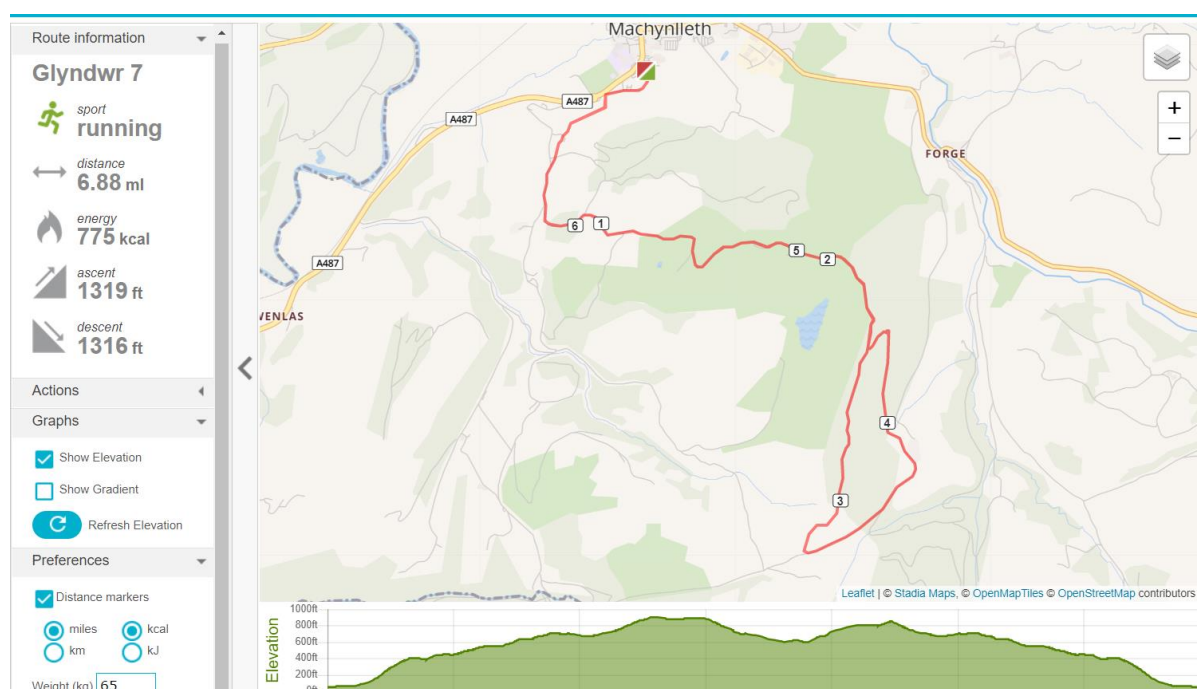 Route information
Glyndwr 7
sport
running
distance
6.88 ml
energy
775 kcal
ascent
1319 ft
descent
1316 ft
Actions
Graphs
Show Elevation
Show Gradient
Refresh Elevation
Preferences
Distance markers
miles
kcal
km
kJ
Weight (kg) 65
Machynlleth
A487
A487
A487
FORGE
VENLAS
6
1
5
2
4
3
+
−
Leaflet | © Stadia Maps, © OpenMapTiles © OpenStreetMap contributors
Elevation
1000ft
800ft
600ft
400ft
200ft
0ft